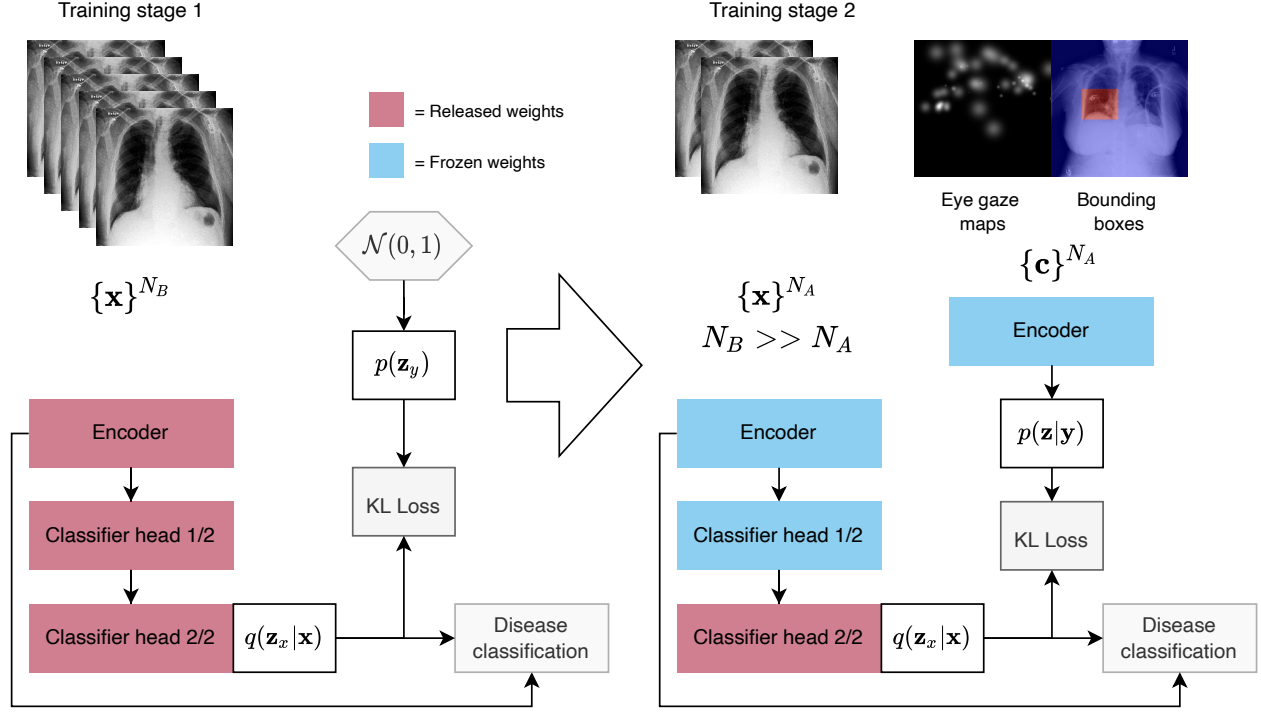 Training stage 1
{x}^{N_B}
= Released weights
= Frozen weights
𝒩(0, 1)
p(z_y)
KL Loss
Encoder
Classifier head 1/2
Classifier head 2/2
q(z_x|x)
Disease
classification
Training stage 2
{x}^{N_A}
N_B >> N_A
Eye gaze
maps
Bounding
boxes
{c}^{N_A}
Encoder
p(z|y)
KL Loss
Encoder
Classifier head 1/2
Classifier head 2/2
q(z_x|x)
Disease
classification